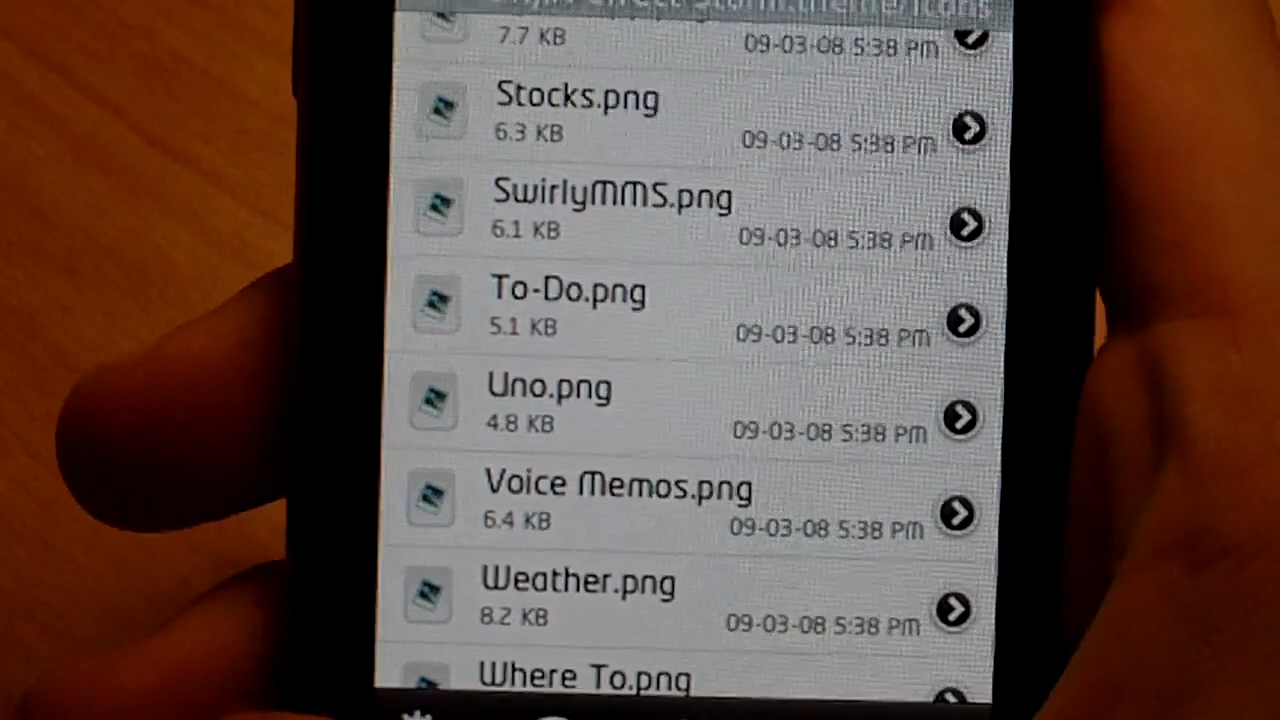 7.7 KB 09-03-08 5:38 PM
Stocks.png
6.3 KB 09-03-08 5:38 PM
SwirlyMMS.png
6.1 KB 09-03-08 5:38 PM
To-Do.png
5.1 KB 09-03-08 5:38 PM
Uno.png
4.8 KB 09-03-08 5:38 PM
Voice Memos.png
6.4 KB 09-03-08 5:38 PM
Weather.png
8.2 KB 09-03-08 5:38 PM
Where To.png